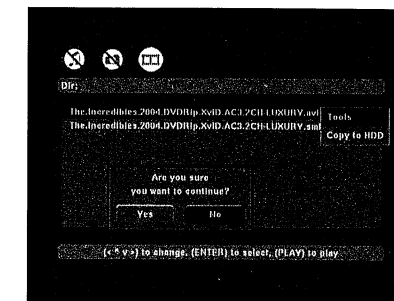 Dir:
The.Incredibles.2004.DVDRip.XviD.AC3.2CH-LUXURY.avi
Tools
The.Incredibles.2004.DVDRip.XviD.AC3.2CH-LUXURY.smi
Copy to HDD
Are you sure
you want to continue?
Yes No
(< ^ v >) to change, (ENTER) to select, (PLAY) to play